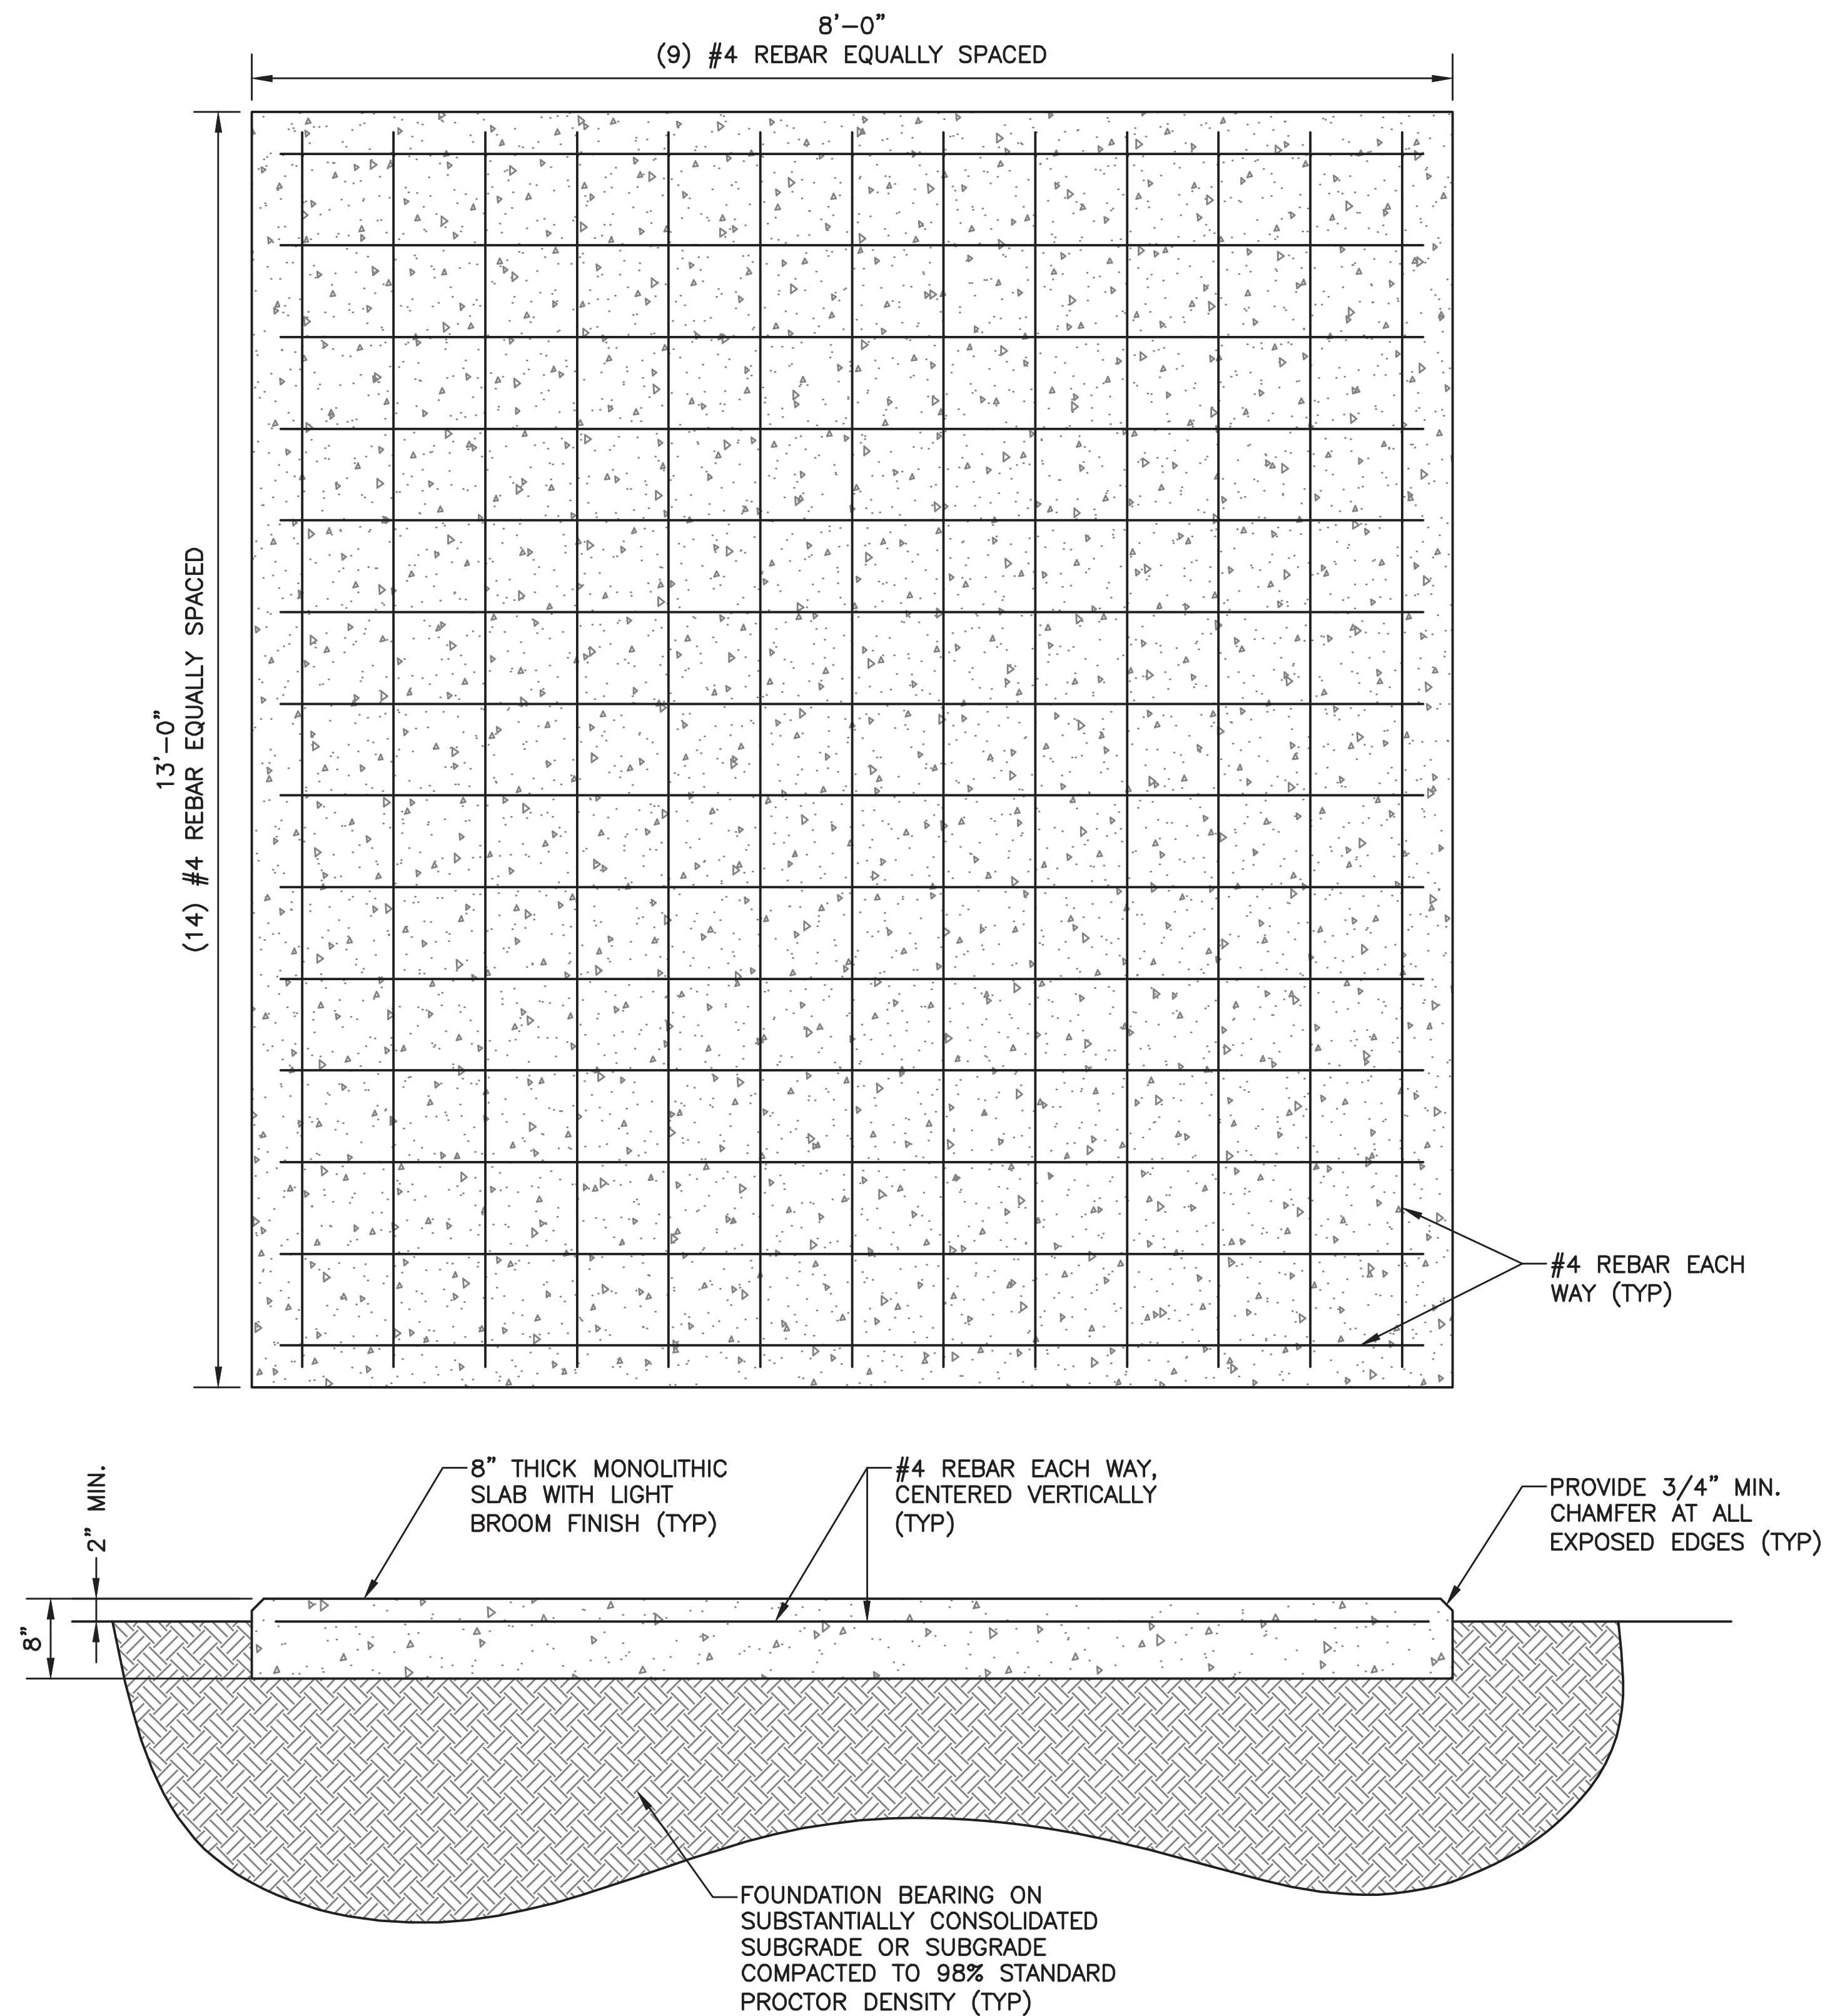 8'-0"
(9) #4 REBAR EQUALLY SPACED
13'-0"
(14) #4 REBAR EQUALLY SPACED
#4 REBAR EACH
WAY (TYP)
2" MIN.
8"
8" THICK MONOLITHIC
SLAB WITH LIGHT
BROOM FINISH (TYP)
#4 REBAR EACH WAY,
CENTERED VERTICALLY
(TYP)
PROVIDE 3/4" MIN.
CHAMFER AT ALL
EXPOSED EDGES (TYP)
FOUNDATION BEARING ON
SUBSTANTIALLY CONSOLIDATED
SUBGRADE OR SUBGRADE
COMPACTED TO 98% STANDARD
PROCTOR DENSITY (TYP)